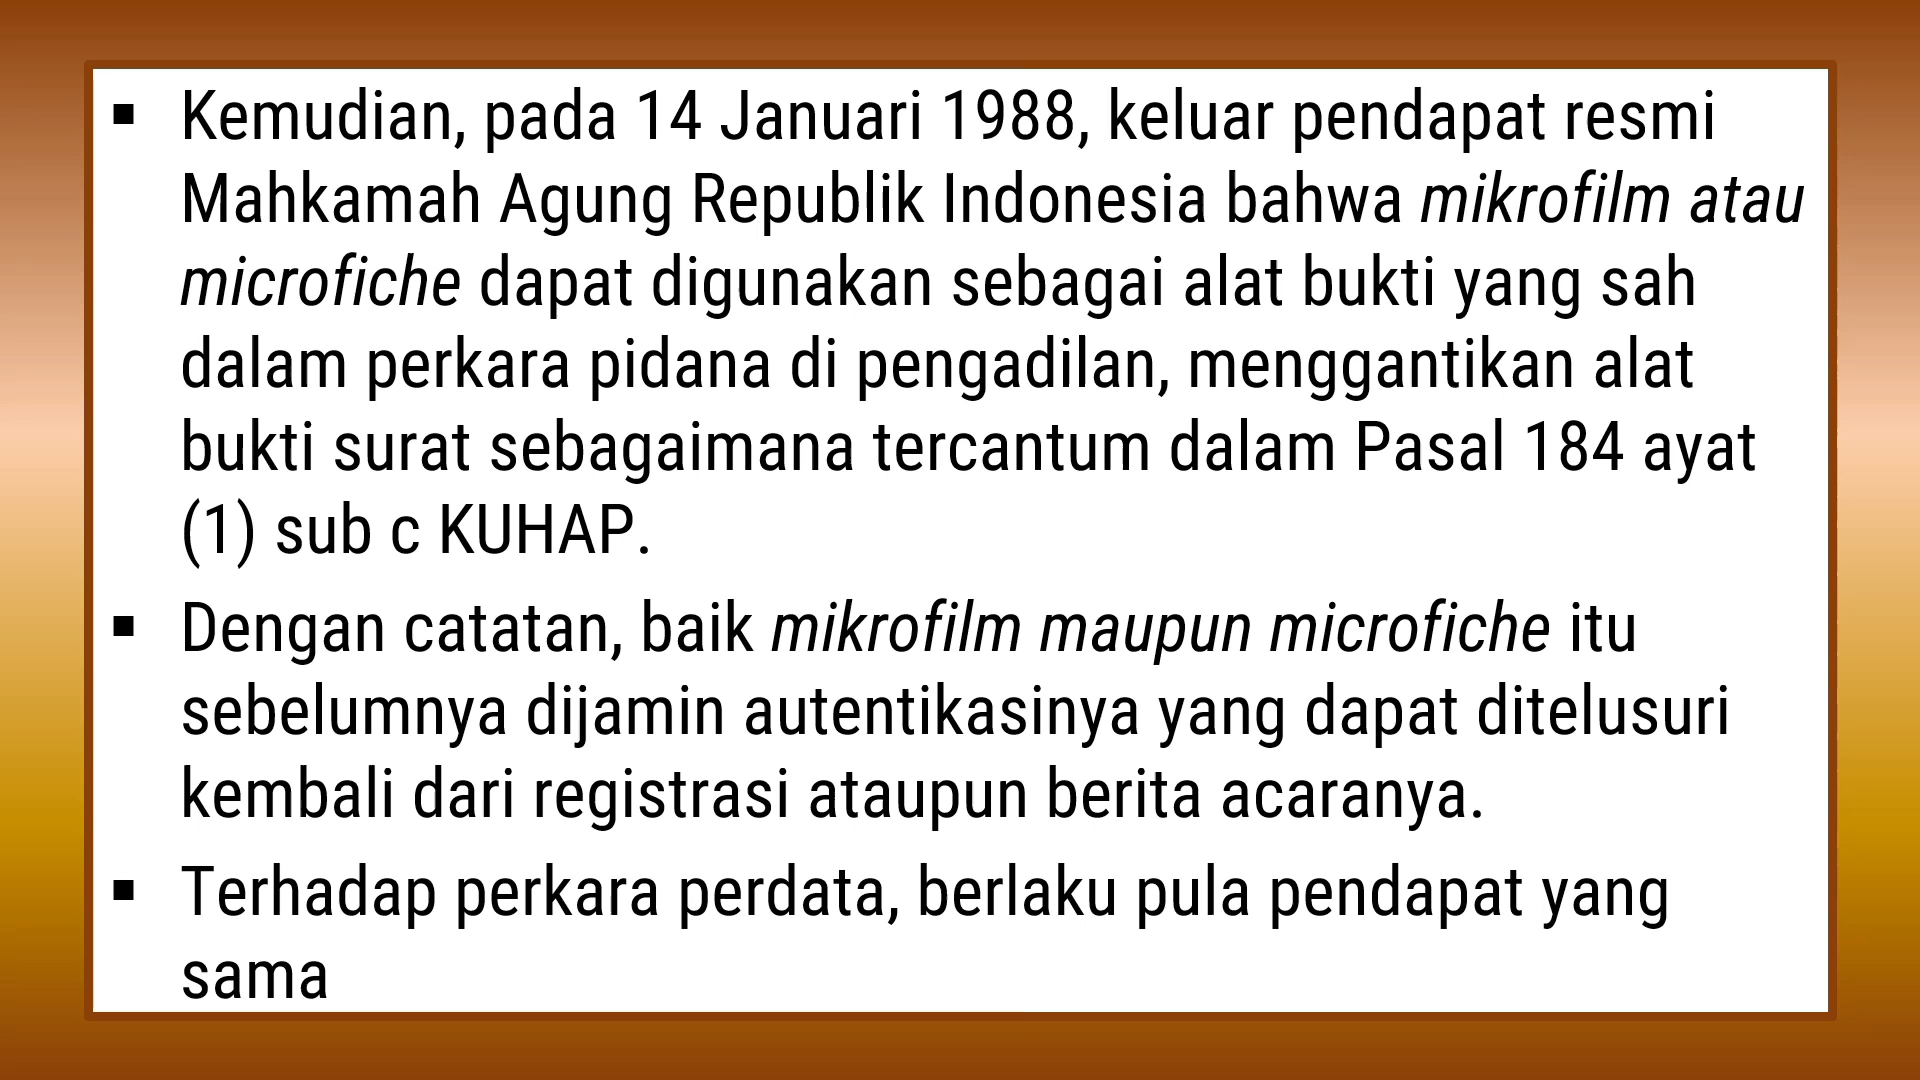 ▪ Kemudian, pada 14 Januari 1988, keluar pendapat resmi
Mahkamah Agung Republik Indonesia bahwa mikrofilm atau
microfiche dapat digunakan sebagai alat bukti yang sah
dalam perkara pidana di pengadilan, menggantikan alat
bukti surat sebagaimana tercantum dalam Pasal 184 ayat
(1) sub c KUHAP.
▪ Dengan catatan, baik mikrofilm maupun microfiche itu
sebelumnya dijamin autentikasinya yang dapat ditelusuri
kembali dari registrasi ataupun berita acaranya.
▪ Terhadap perkara perdata, berlaku pula pendapat yang
sama